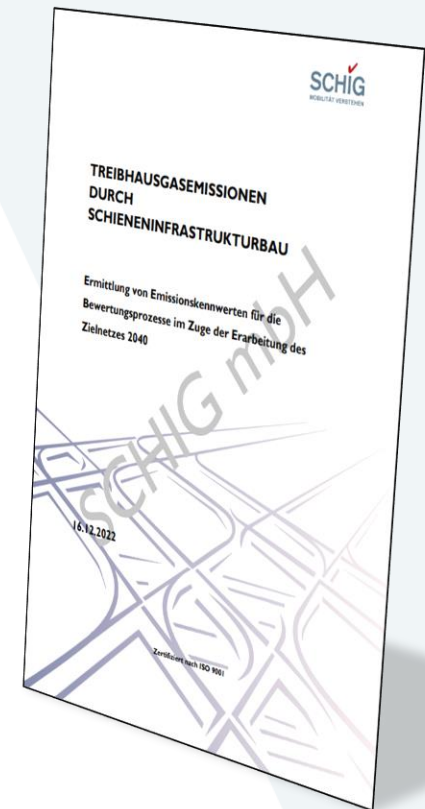 SCHIG
MOBILITÄT VERSTEHEN
TREIBHAUSGASEMISSIONEN
DURCH
SCHIENENINFRASTRUKTURBAU
Ermittlung von Emissionskennwerten für die
Bewertungsprozesse im Zuge der Erarbeitung des
Zielnetzes 2040
SCHIG mbH
16.12.2022
Zertifiziert nach ISO 9001